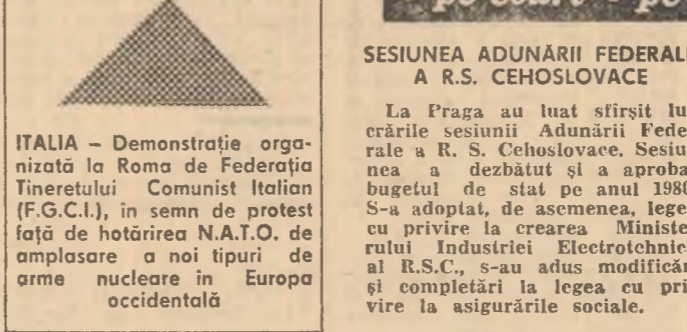 ITALIA – Demonstrație orga-
nizată la Roma de Federația
Tineretului Comunist Italian
(F.G.C.I.), în semn de protest
față de hotărîrea N.A.T.O. de
amplasare a noi tipuri de
arme nucleare în Europa
occidentală
SESIUNEA ADUNĂRII FEDERAL
A R.S. CEHOSLOVACE
La Praga au luat sfîrșit lu
crările sesiunii Adunării Fede
rale a R. S. Cehoslovace. Sesiu
nea a dezbătut și a aproba
bugetul de stat pe anul 1980
S-a adoptat, de asemenea, lege
cu privire la crearea Ministe
rului Industriei Electrotehnic
al R.S.C., s-au adus modificăr
și completări la legea cu pri
vire la asigurările sociale.